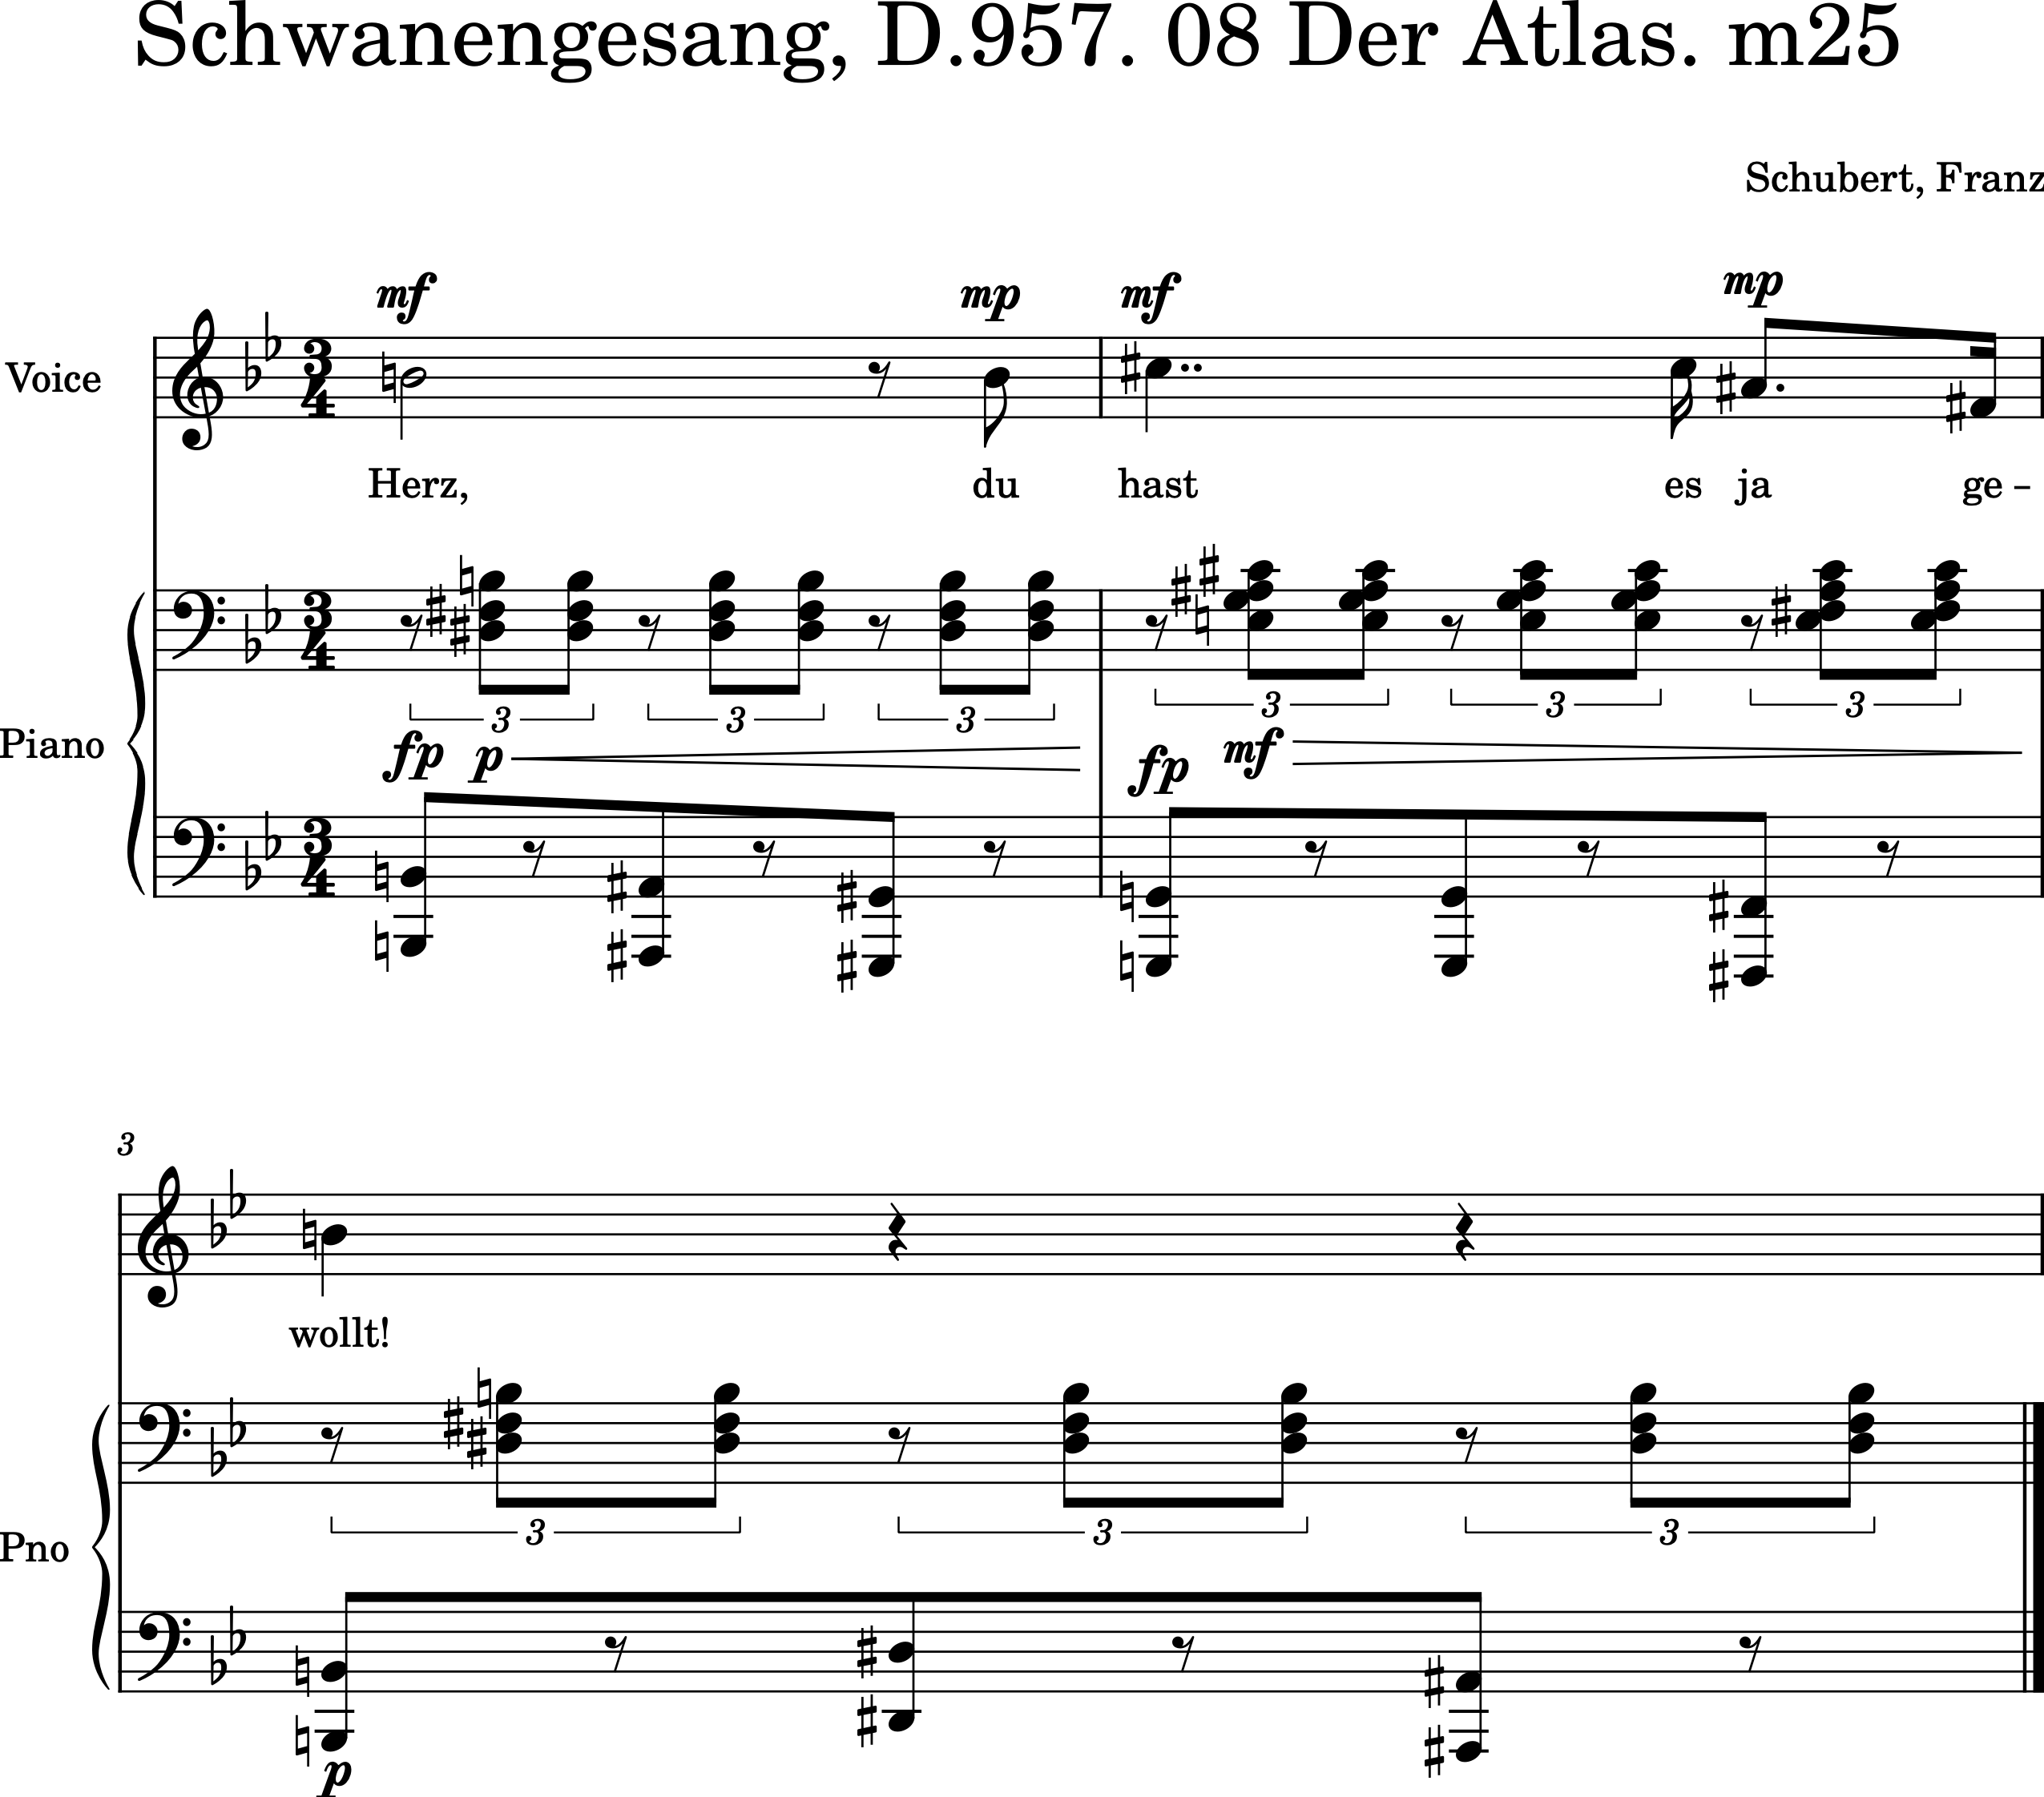 Schwanengesang, D.957. 08 Der Atlas. m25
Schubert, Franz
mf mp mf mp
Voice
Herz, du hast es ja ge-
3 3 3 3 3 3
Piano
fp p fp mf
3
wollt!
3 3 3
Pno
p